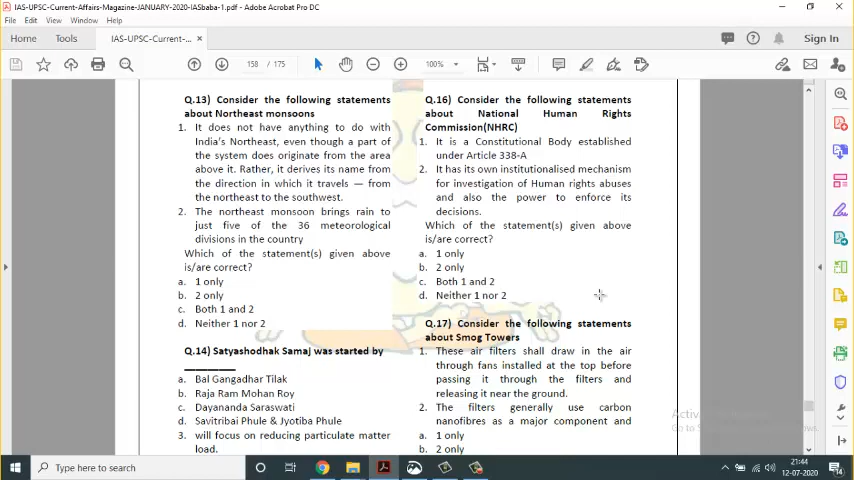 IAS-UPSC-Current-Affairs-Magazine-JANUARY-2020-IASbaba-1.pdf - Adobe Acrobat Pro DC
File Edit View Window Help
Home Tools IAS-UPSC-Current-... × Sign In
158 / 175 100%
Q.13) Consider the following statements
about Northeast monsoons
1. It does not have anything to do with
India's Northeast, even though a part of
the system does originate from the area
above it. Rather, it derives its name from
the direction in which it travels — from
the northeast to the southwest.
2. The northeast monsoon brings rain to
just five of the 36 meteorological
divisions in the country
Which of the statement(s) given above
is/are correct?
a. 1 only
b. 2 only
c. Both 1 and 2
d. Neither 1 nor 2
Q.14) Satyashodhak Samaj was started by
_________
a. Bal Gangadhar Tilak
b. Raja Ram Mohan Roy
c. Dayananda Saraswati
d. Savitribai Phule & Jyotiba Phule
3. will focus on reducing particulate matter
load.
Q.16) Consider the following statements
about National Human Rights
Commission(NHRC)
1. It is a Constitutional Body established
under Article 338-A
2. It has its own institutionalised mechanism
for investigation of Human rights abuses
and also the power to enforce its
decisions.
Which of the statement(s) given above
is/are correct?
a. 1 only
b. 2 only
c. Both 1 and 2
d. Neither 1 nor 2
Q.17) Consider the following statements
about Smog Towers
1. These air filters shall draw in the air
through fans installed at the top before
passing it through the filters and
releasing it near the ground.
2. The filters generally use carbon
nanofibres as a major component and
a. 1 only
b. 2 only
Type here to search
21:44
12-07-2020
14